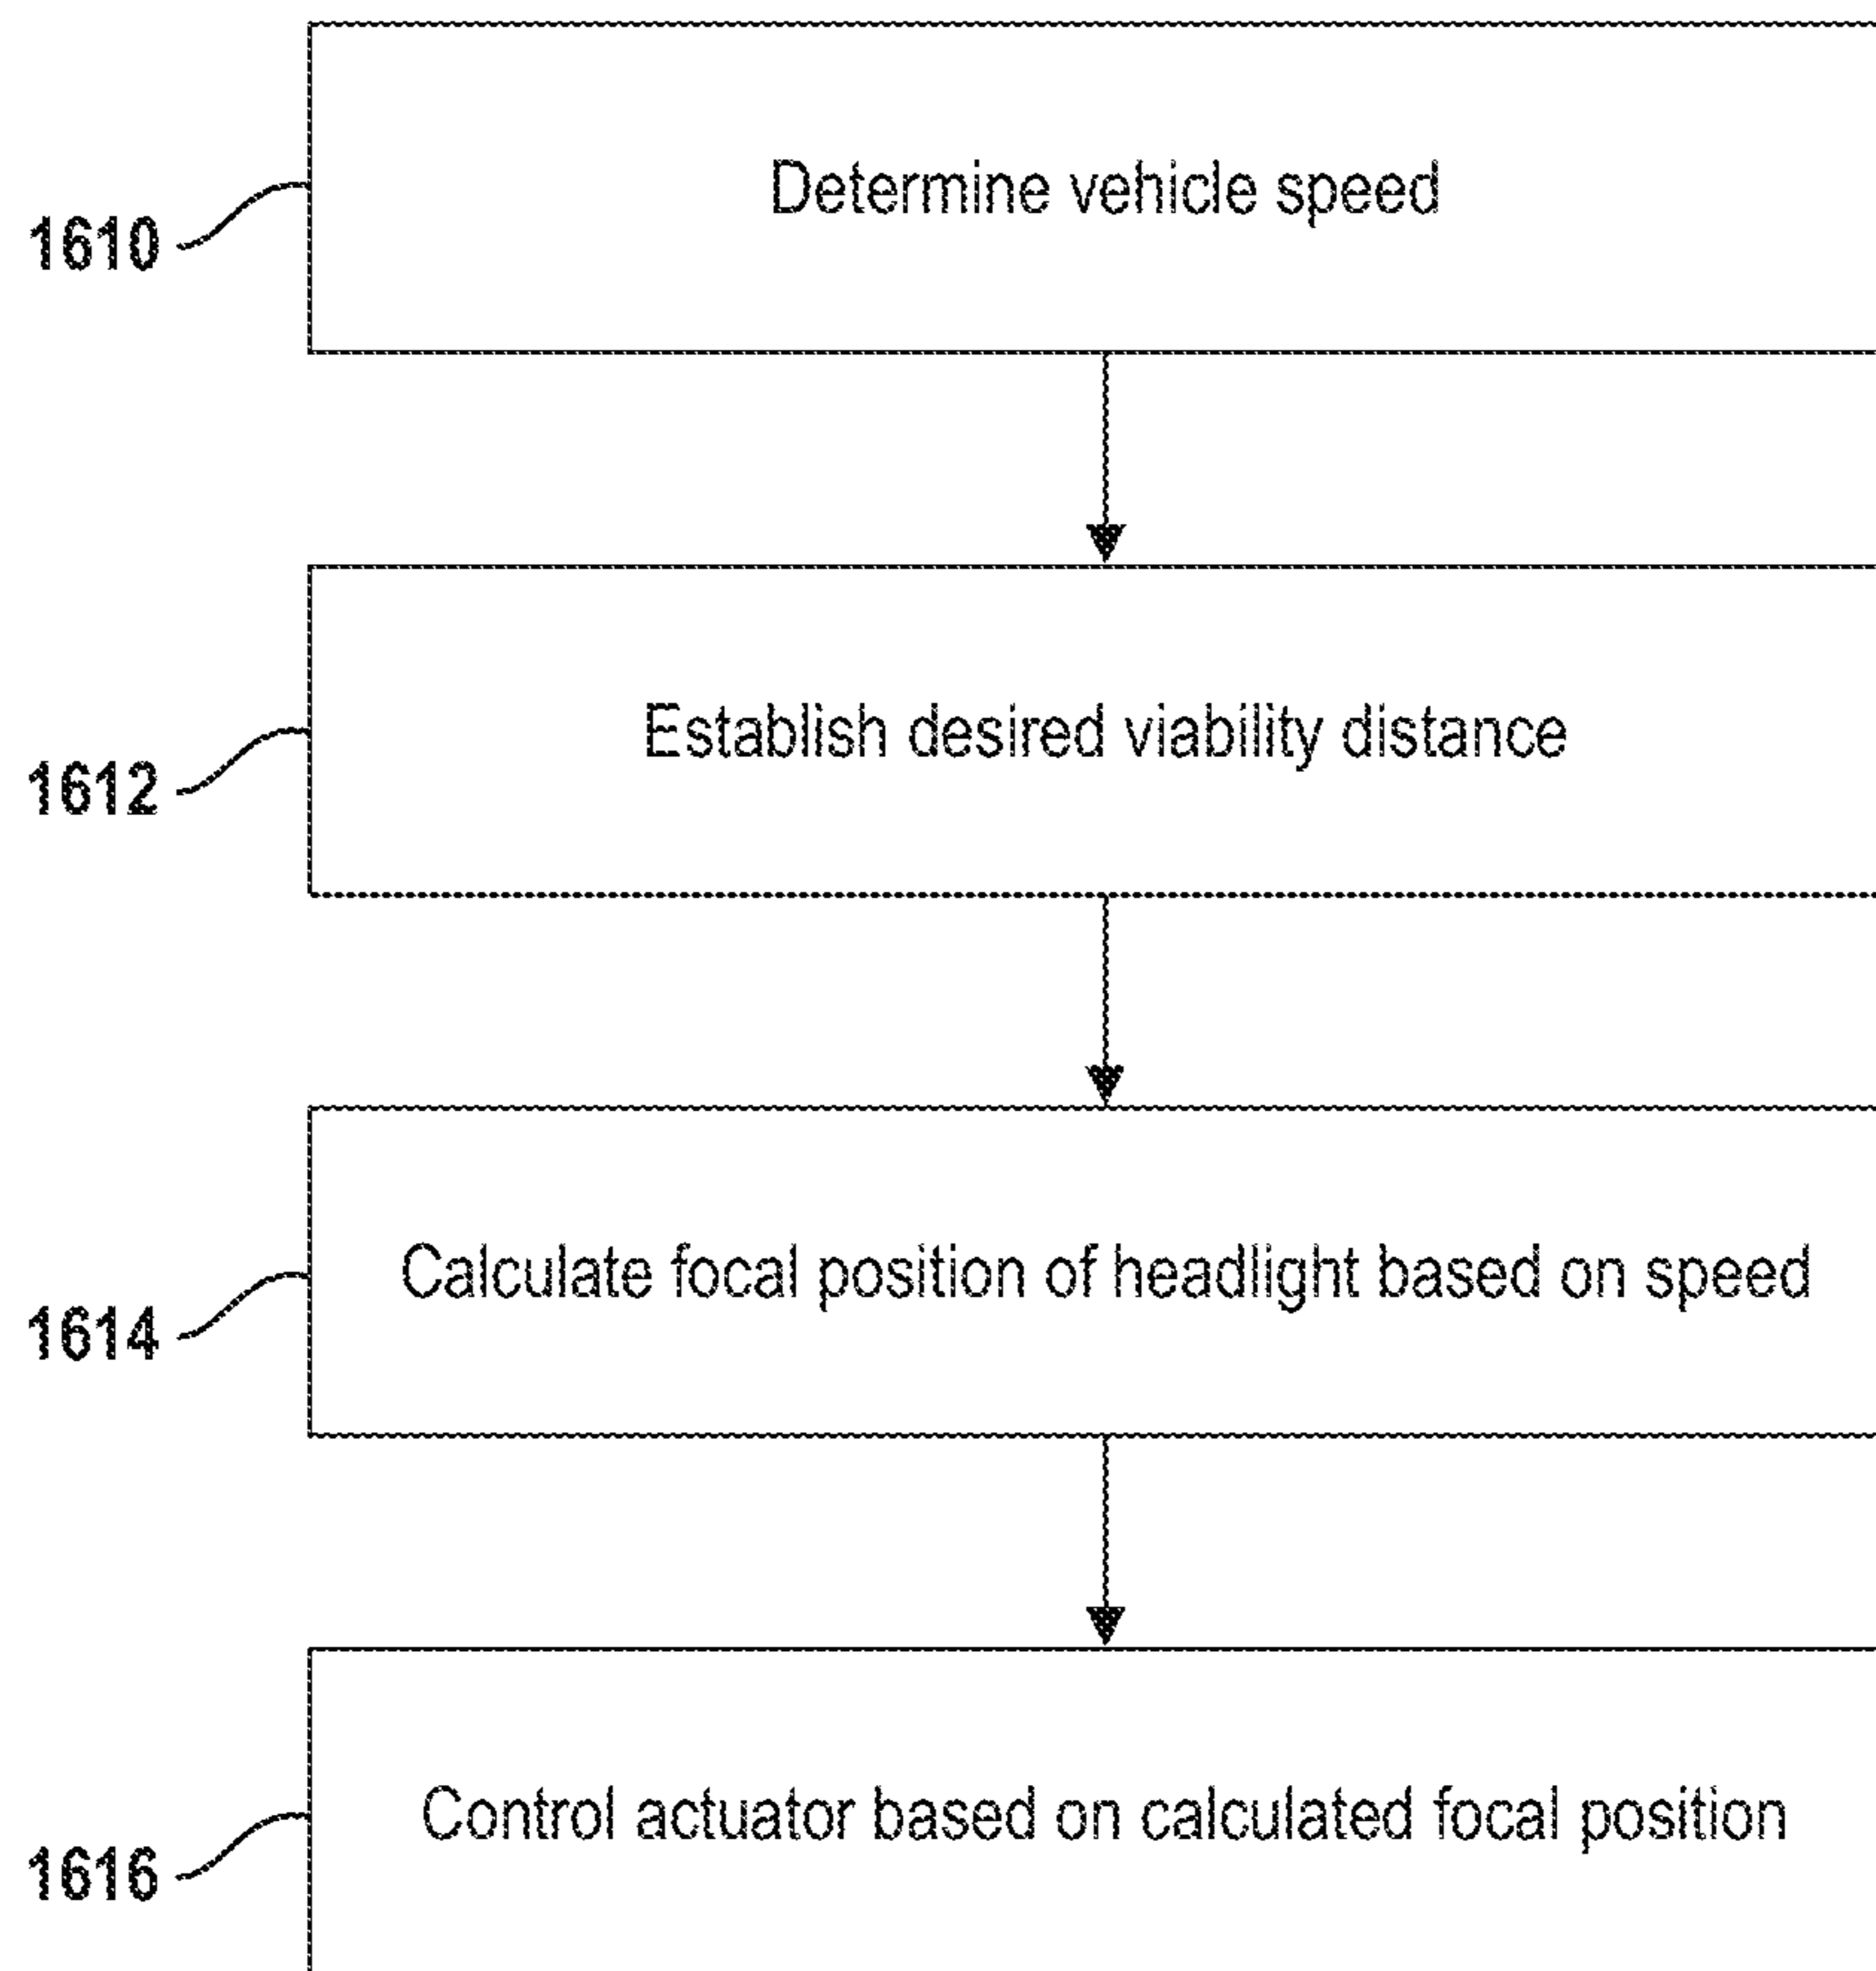 Determine vehicle speed
1610
Establish desired viability distance
1612
Calculate focal position of headlight based on speed
1614
Control actuator based on calculated focal position
1616